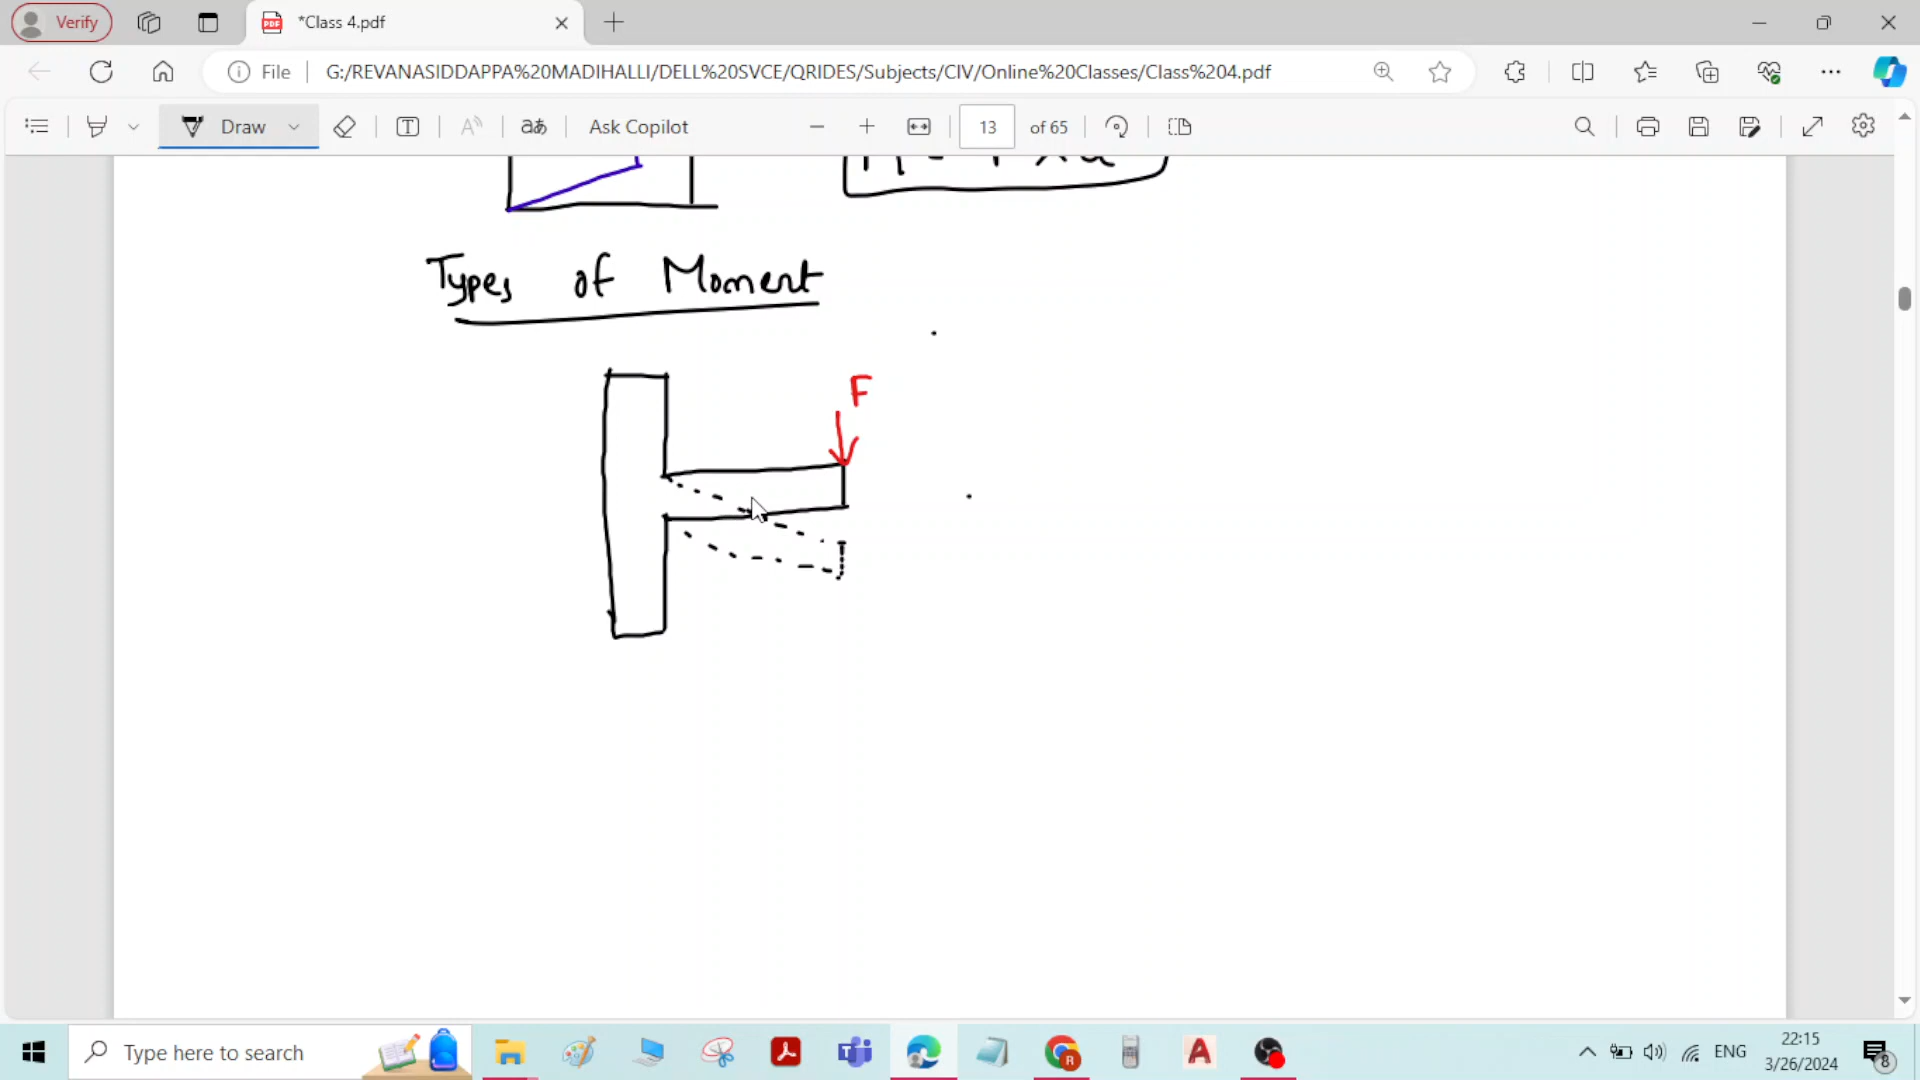 Verify
*Class 4.pdf
File
G:/REVANASIDDAPPA%20MADIHALLI/DELL%20SVCE/QRIDES/Subjects/CIV/Online%20Classes/Class%204.pdf
Draw
Ask Copilot
13 of 65
Types of Moment
F
Type here to search
ENG
22:15
3/26/2024
8